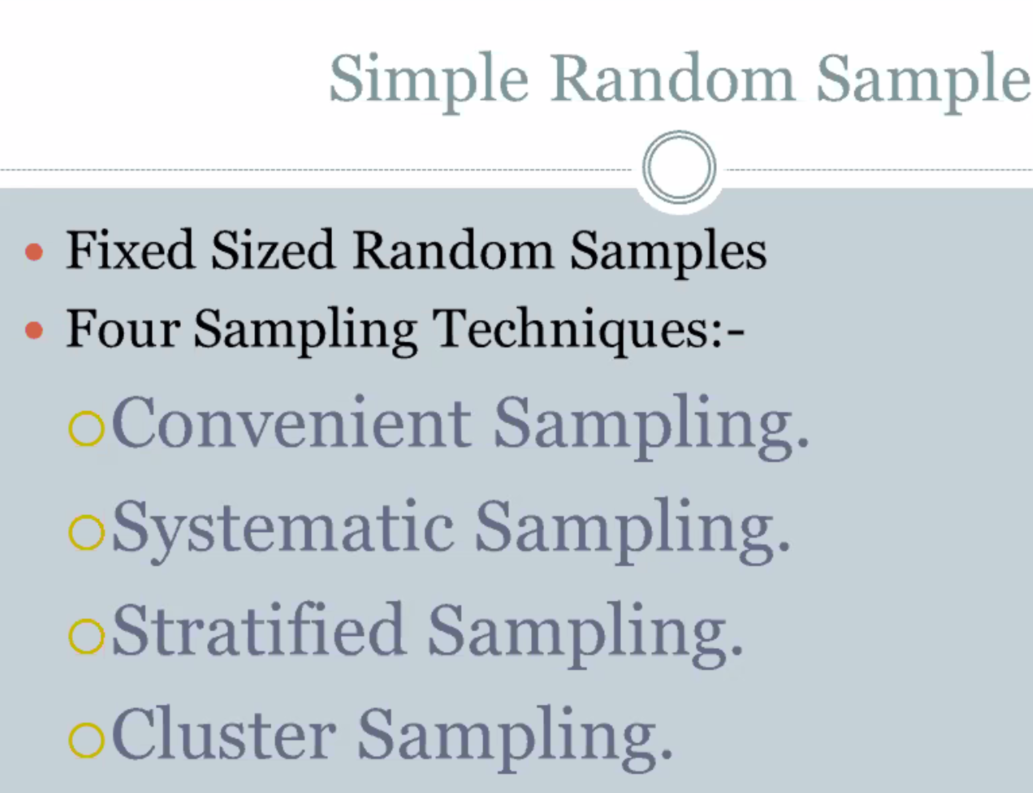 Simple Random Sample
Fixed Sized Random Samples
Four Sampling Techniques:-
Convenient Sampling.
Systematic Sampling.
Stratified Sampling.
Cluster Sampling.